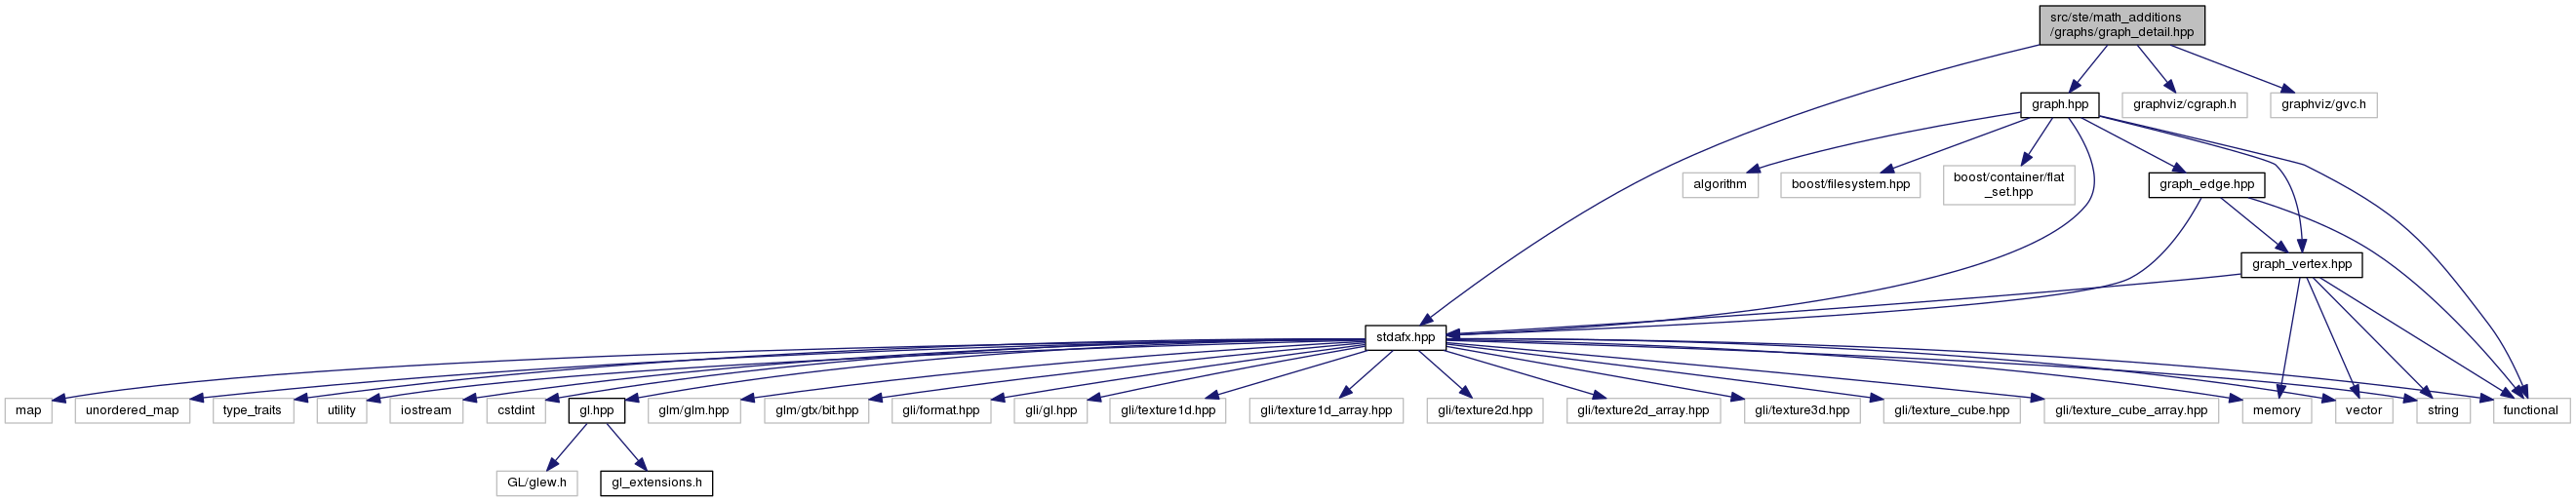 src/ste/math_additions
/graphs/graph_detail.hpp
graph.hpp
graphviz/cgraph.h
graphviz/gvc.h
algorithm
boost/filesystem.hpp
boost/container/flat
_set.hpp
graph_edge.hpp
graph_vertex.hpp
stdafx.hpp
map
unordered_map
type_traits
utility
iostream
cstdint
gl.hpp
glm/glm.hpp
glm/gtx/bit.hpp
gli/format.hpp
gli/gl.hpp
gli/texture1d.hpp
gli/texture1d_array.hpp
gli/texture2d.hpp
gli/texture2d_array.hpp
gli/texture3d.hpp
gli/texture_cube.hpp
gli/texture_cube_array.hpp
memory
vector
string
functional
GL/glew.h
gl_extensions.h